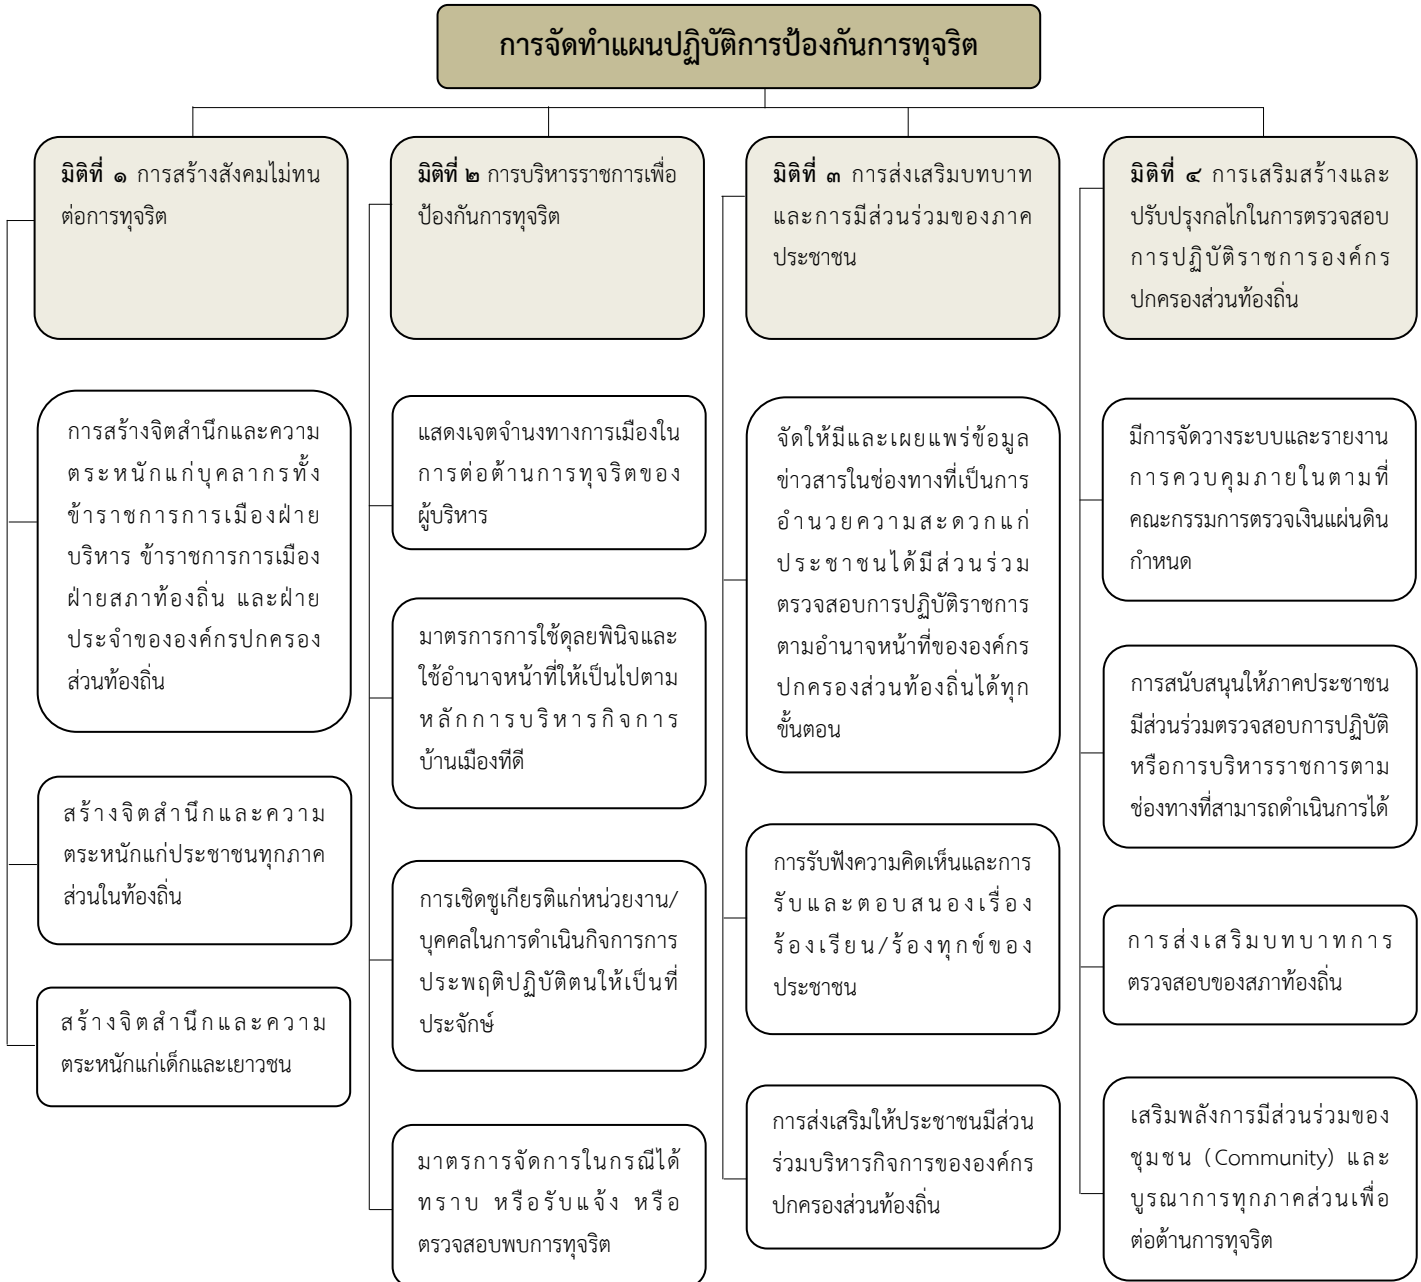 การจัดทำแผนปฏิบัติการป้องกันการทุจริต
มิติที่ ๑ การสร้างสังคมไม่ทน
ต่อการทุจริต
การสร้างจิตสำนึกและความ
ตระหนักแก่บุคลากรทั้ง
ข้าราชการการเมืองฝ่าย
บริหาร ข้าราชการการเมือง
ฝ่ายสภาท้องถิ่น และฝ่าย
ประจำขององค์กรปกครอง
ส่วนท้องถิ่น
สร้างจิตสำนึกและความ
ตระหนักแก่ประชาชนทุกภาค
ส่วนในท้องถิ่น
สร้างจิตสำนึกและความ
ตระหนักแก่เด็กและเยาวชน
มิติที่ ๒ การบริหารราชการเพื่อ
ป้องกันการทุจริต
แสดงเจตจำนงทางการเมืองใน
การต่อต้านการทุจริตของ
ผู้บริหาร
มาตรการการใช้ดุลยพินิจและ
ใช้อำนาจหน้าที่ให้เป็นไปตาม
หลักการบริหารกิจการ
บ้านเมืองทีดี
การเชิดชูเกียรติแก่หน่วยงาน/
บุคคลในการดำเนินกิจการการ
ประพฤติปฏิบัติตนให้เป็นที่
ประจักษ์
มาตรการจัดการในกรณีได้
ทราบ หรือรับแจ้ง หรือ
ตรวจสอบพบการทุจริต
มิติที่ ๓ การส่งเสริมบทบาท
และการมีส่วนร่วมของภาค
ประชาชน
จัดให้มีและเผยแพร่ข้อมูล
ข่าวสารในช่องทางที่เป็นการ
อำนวยความสะดวกแก่
ประชาชนได้มีส่วนร่วม
ตรวจสอบการปฏิบัติราชการ
ตามอำนาจหน้าที่ขององค์กร
ปกครองส่วนท้องถิ่นได้ทุก
ขั้นตอน
การรับฟังความคิดเห็นและการ
รับและตอบสนองเรื่อง
ร้องเรียน/ร้องทุกข์ของ
ประชาชน
การส่งเสริมให้ประชาชนมีส่วน
ร่วมบริหารกิจการขององค์กร
ปกครองส่วนท้องถิ่น
มิติที่ ๔ การเสริมสร้างและ
ปรับปรุงกลไกในการตรวจสอบ
การปฏิบัติราชการองค์กร
ปกครองส่วนท้องถิ่น
มีการจัดวางระบบและรายงาน
การควบคุมภายในตามที่
คณะกรรมการตรวจเงินแผ่นดิน
กำหนด
การสนับสนุนให้ภาคประชาชน
มีส่วนร่วมตรวจสอบการปฏิบัติ
หรือการบริหารราชการตาม
ช่องทางที่สามารถดำเนินการได้
การส่งเสริมบทบาทการ
ตรวจสอบของสภาท้องถิ่น
เสริมพลังการมีส่วนร่วมของ
ชุมชน (Community) และ
บูรณาการทุกภาคส่วนเพื่อ
ต่อต้านการทุจริต